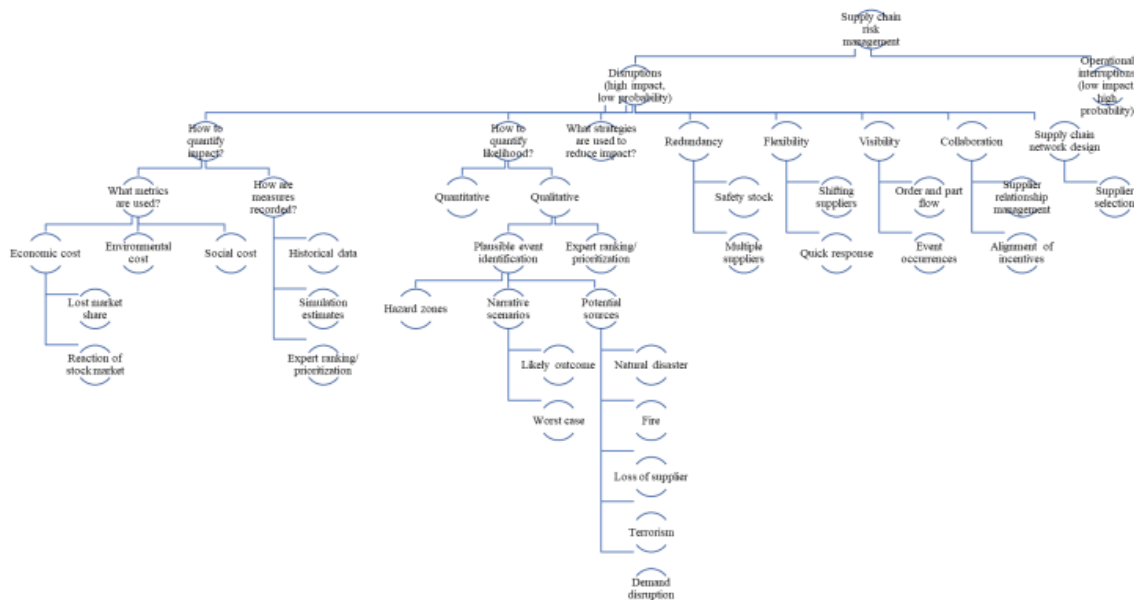 Supply chain
risk
management
Disruptions
(high impact,
low probability)
Operational
interruptions
(low impact
high
probability)
How to
quantify
impact?
How to
quantify
likelihood?
What strategies
are used to
reduce impact?
Redundancy
Flexibility
Visibility
Collaboration
Supply chain
network design
What metrics
are used?
How are
measures
recorded?
Quantitative
Qualitative
Safety stock
Shifting
suppliers
Order and part
flow
Supplier
relationship
management
Supplier
selection
Economic cost
Environmental
cost
Social cost
Historical data
Plausible event
identification
Expert ranking/
prioritization
Multiple
suppliers
Quick response
Event
occurrences
Alignment of
incentives
Lost market
share
Simulation
estimates
Hazard zones
Narrative
scenarios
Potential
sources
Reaction of
stock market
Expert ranking/
prioritization
Likely outcome
Natural disaster
Worst case
Fire
Loss of supplier
Terrorism
Demand
disruption